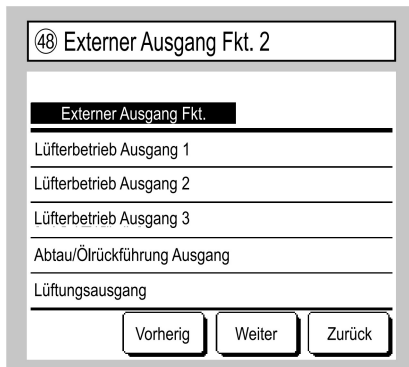 ㊽ Externer Ausgang Fkt. 2
Externer Ausgang Fkt.
Lüfterbetrieb Ausgang 1
Lüfterbetrieb Ausgang 2
Lüfterbetrieb Ausgang 3
Abtau/Ölrückführung Ausgang
Lüftungsausgang
Vorherig Weiter Zurück